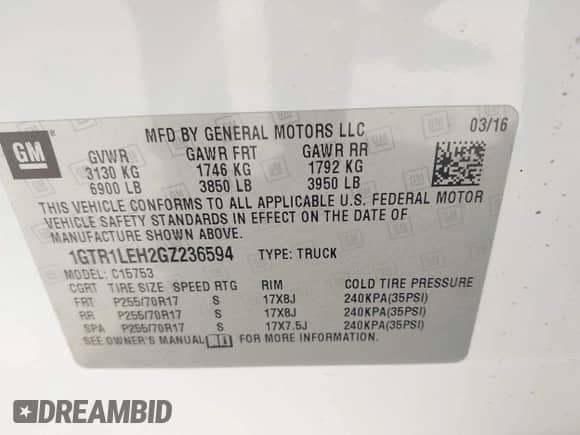 GM
®
MFD BY GENERAL MOTORS LLC 03/16
GVWR GAWR FRT GAWR RR
3130 KG 1746 KG 1792 KG
6900 LB 3850 LB 3950 LB
THIS VEHICLE CONFORMS TO ALL APPLICABLE U.S. FEDERAL MOTOR
VEHICLE SAFETY STANDARDS IN EFFECT ON THE DATE OF
MANUFACTURE SHOWN ABOVE.
1GTR1LEH2GZ236594 TYPE: TRUCK
MODEL: C15753
CGRT TIRE SIZE SPEED RTG RIM COLD TIRE PRESSURE
FRT P255/70R17 S 17X8J 240KPA(35PSI)
RR P255/70R17 S 17X8J 240KPA(35PSI)
SPA P255/70R17 S 17X7.5J 240KPA(35PSI)
SEE OWNER'S MANUAL FOR MORE INFORMATION.
DREAMBID